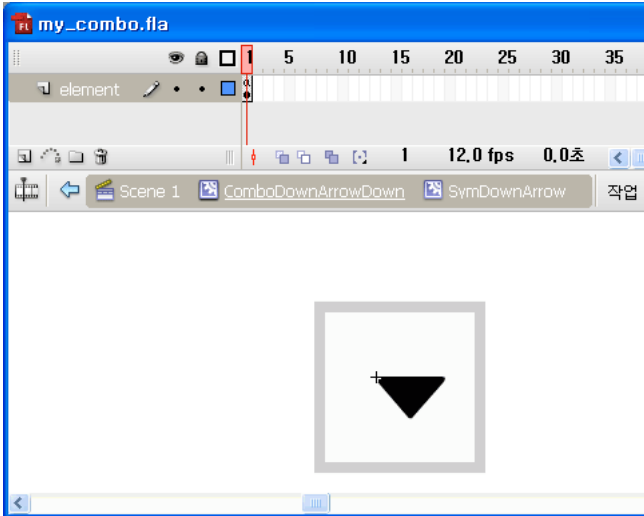 my_combo.fla
1 5 10 15 20 25 30 35
element
1 12.0 fps 0.0초
Scene 1 ComboDownArrowDown SymDownArrow 작업